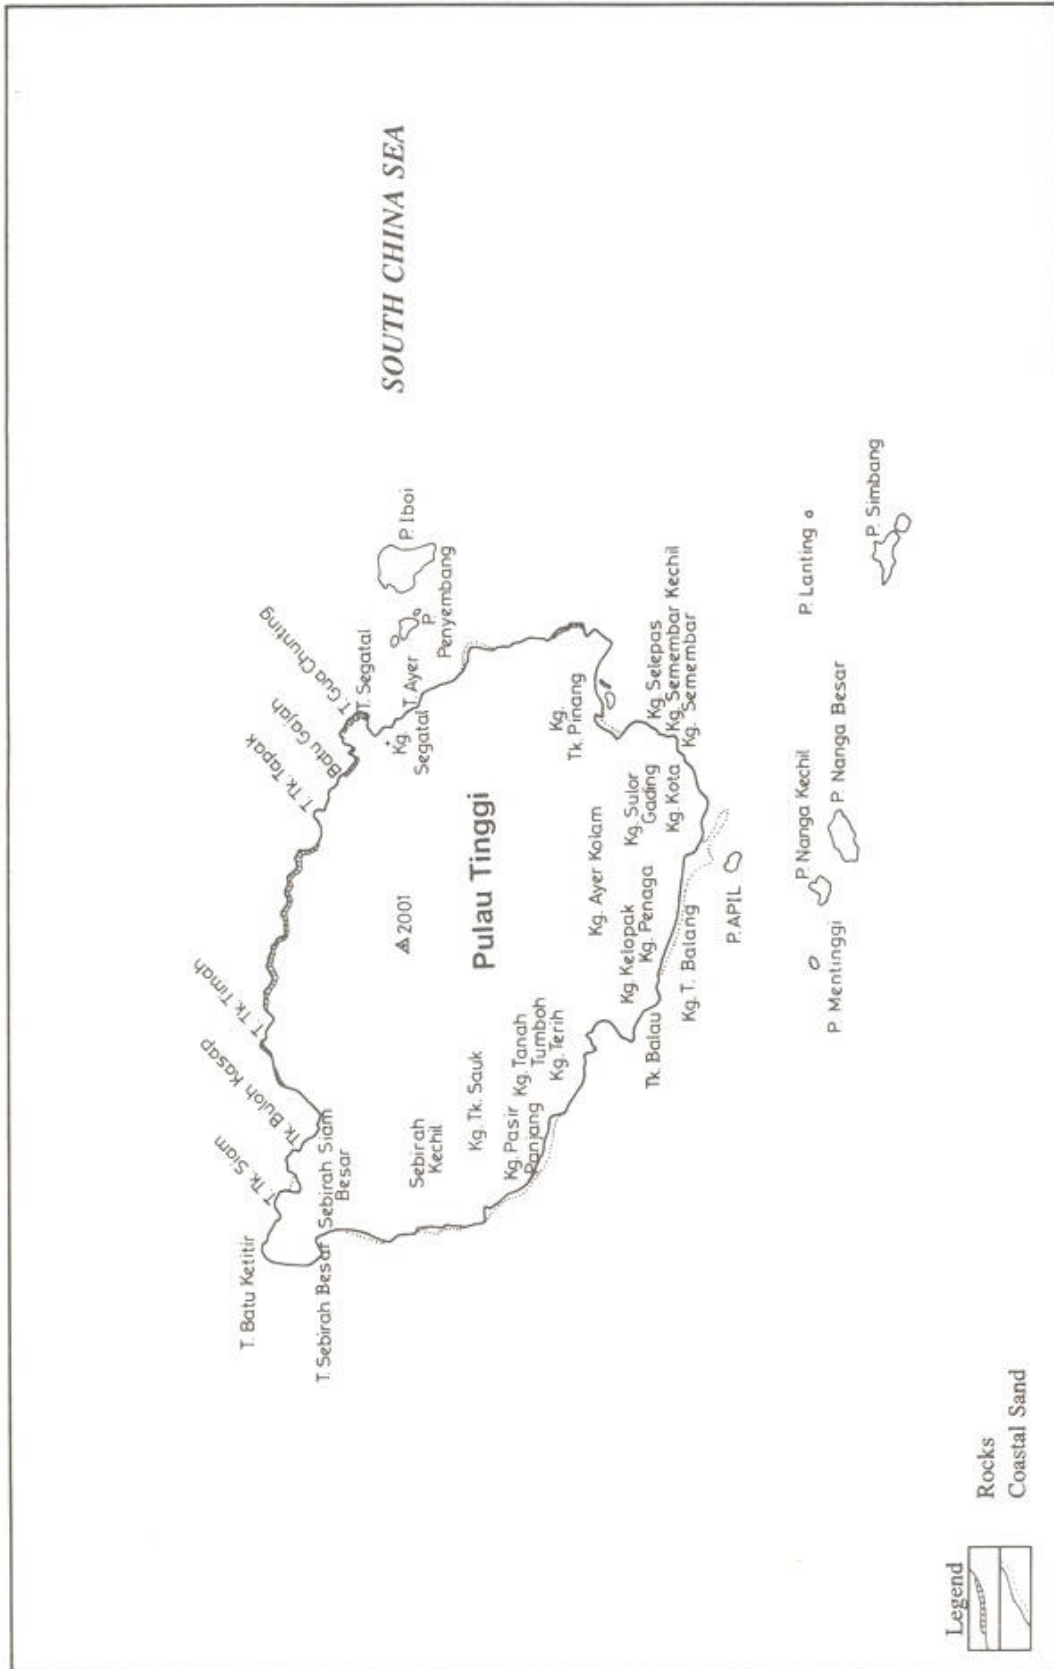 SOUTH CHINA SEA
T. Batu Ketitir
T. Tk. Siam
Tk. Buloh Kasap
T. Tk. Timah
T. Tk. Tapak
Batu Gajah
T. Gua Chunting
T. Segatal
P. Iboi
P.
Penyembang
T. Ayer
Kg.
Segatal
T. Sebirah Besar
Sebirah Siam
Besar
Sebirah
Kechil
2001
Pulau Tinggi
Kg. Tk. Sauk
Kg. Pasir
Panjang
Kg. Tanah
Tumboh
Kg. Terih
Kg.
Tk. Pinang
Kg. Ayer Kolam
Kg. Kelopak
Kg. Penaga
Kg. Sulor
Gading
Kg. Kota
Kg. Selepas
Kg. Semembar Kechil
Kg. Semembar
Tk. Balau
Kg. T. Balang
P. APIL
P. Lanting
P. Simbang
P. Nanga Kechil
P. Nanga Besar
P. Mentinggi
Legend
Rocks
Coastal Sand